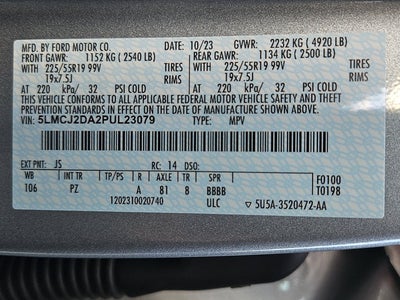 MFD. BY FORD MOTOR CO. 10/23 GVWR: 2232 KG ( 4920 LB)
FRONT GAWR: 1152 KG ( 2540 LB) REAR GAWR: 1134 KG ( 2500 LB)
WITH 225/55R19 99V TIRES WITH 225/55R19 99V TIRES
19x7.5J RIMS 19x7.5J RIMS
AT 220 kPa/ 32 PSI COLD AT 220 kPa/ 32 PSI COLD
THIS VEHICLE CONFORMS TO ALL APPLICABLE FEDERAL MOTOR VEHICLE SAFETY AND THEFT
PREVENTION STANDARDS IN EFFECT ON THE DATE OF MANUFACTURE SHOWN ABOVE.
VIN: 5LMCJ2DA2PUL23079 TYPE: MPV
EXT PNT: JS RC: 14 DSO: F0100
WB TP/PS R AXLE TR SPR T0198
106 PZ A 81 8 BBBB
1202310020740 ULC ▽5U5A-3520472-AA